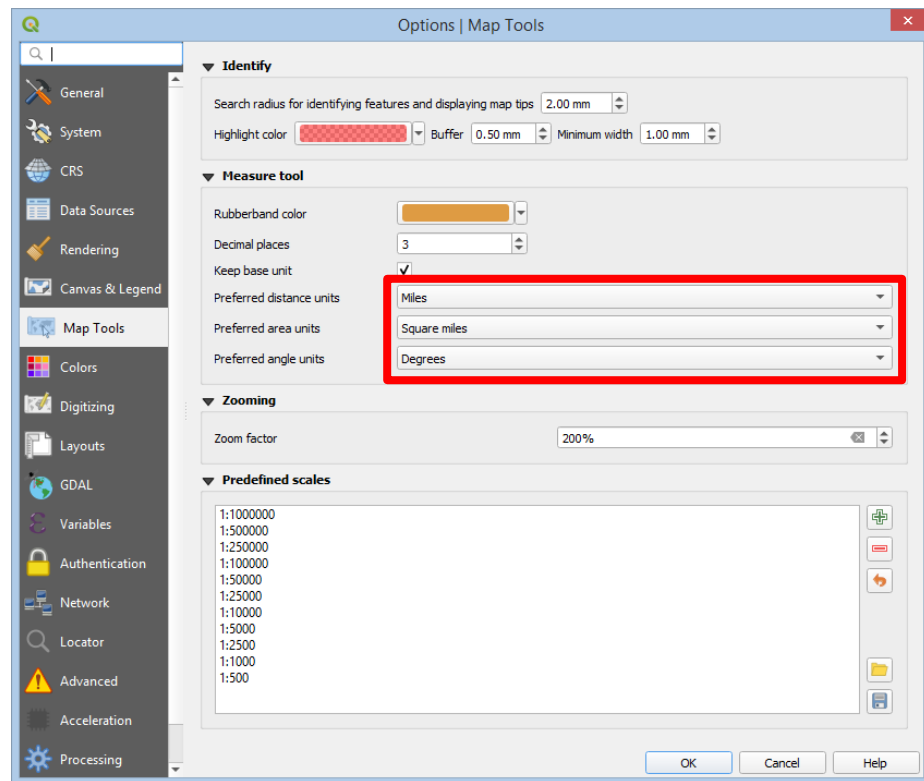 Options | Map Tools
General
System
CRS
Data Sources
Rendering
Canvas & Legend
Map Tools
Colors
Digitizing
Layouts
GDAL
Variables
Authentication
Network
Locator
Advanced
Acceleration
Processing
Identify
Search radius for identifying features and displaying map tips 2.00 mm
Highlight color Buffer 0.50 mm Minimum width 1.00 mm
Measure tool
Rubberband color
Decimal places 3
Keep base unit
Preferred distance units Miles
Preferred area units Square miles
Preferred angle units Degrees
Zooming
Zoom factor 200%
Predefined scales
1:1000000
1:500000
1:250000
1:100000
1:50000
1:25000
1:10000
1:5000
1:2500
1:1000
1:500
OK Cancel Help